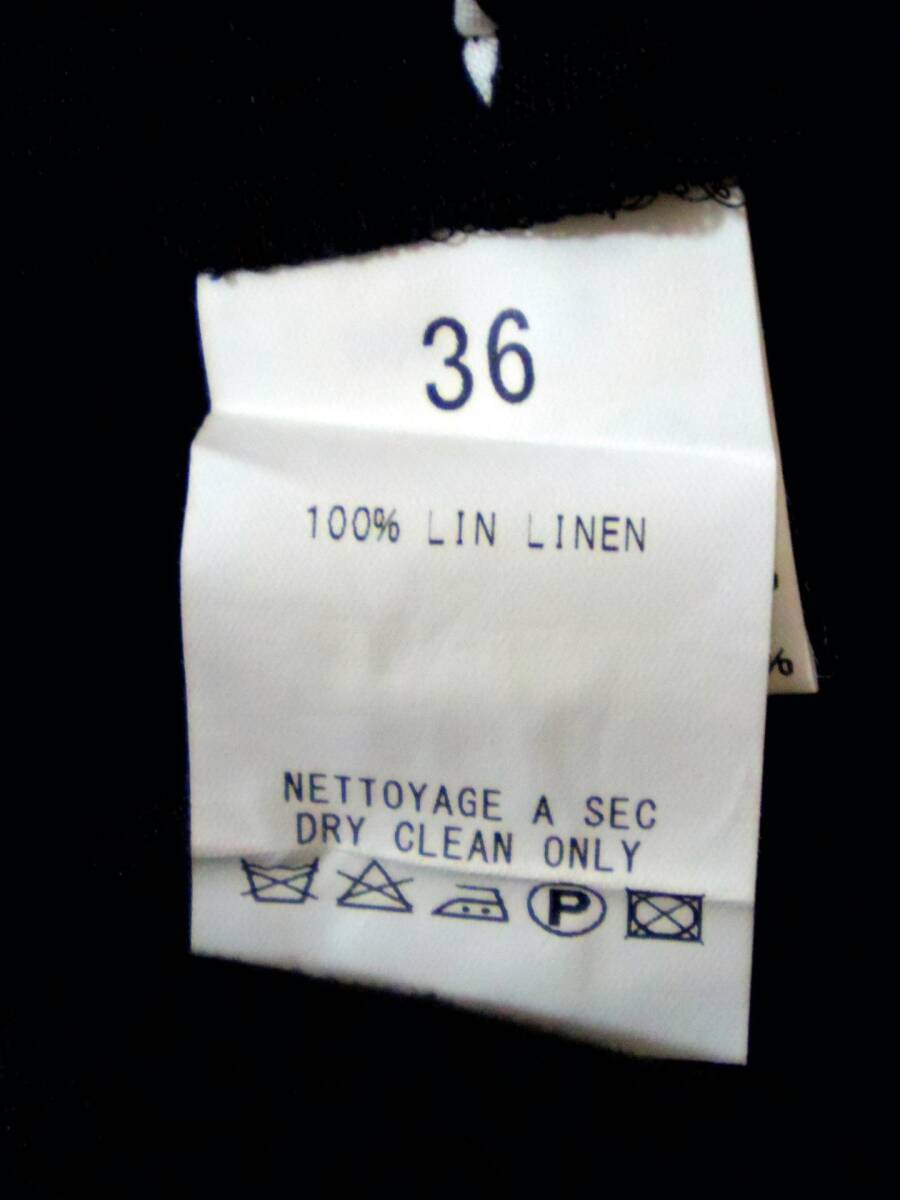 36
100% LIN LINEN
%
NETTOYAGE A SEC
DRY CLEAN ONLY
P